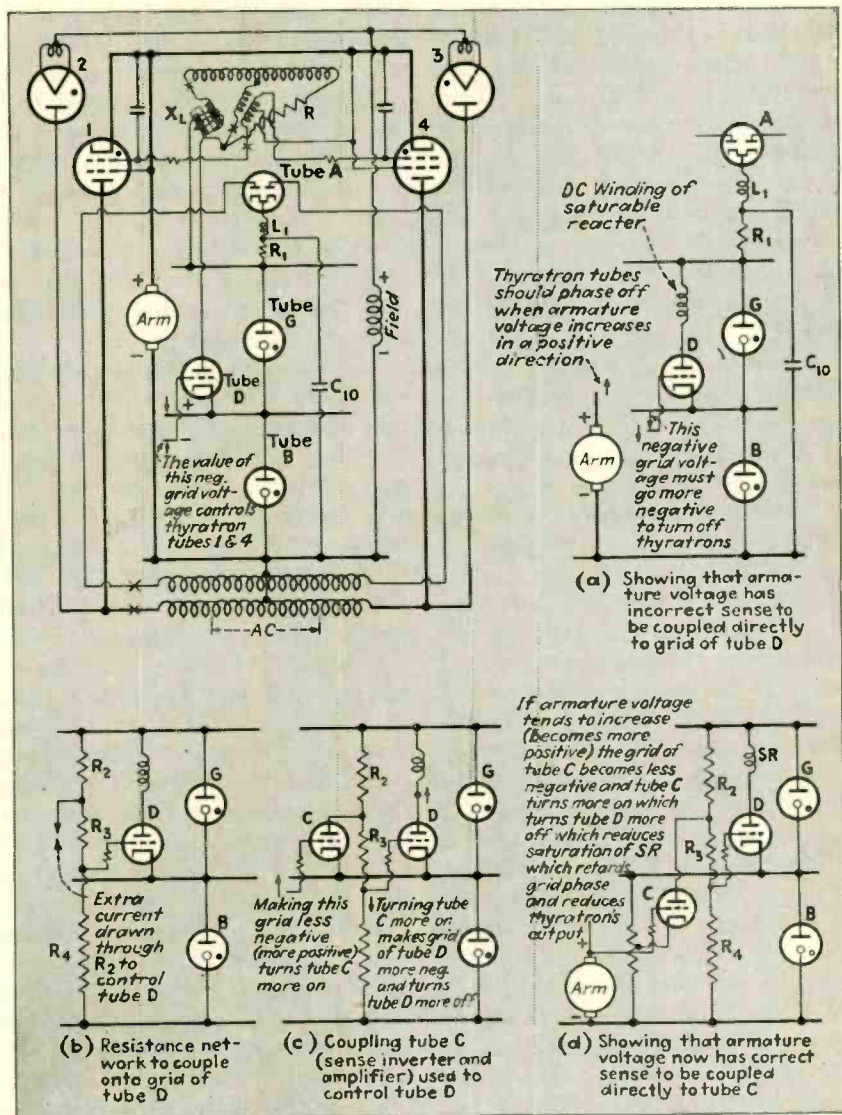 2
3
1
4
X_L
R
Tube A
L₁
R₁
Tube
G
Field
+
-
+
Arm
-
C₁₀
Tube
D
+
-
Tube
B
The value of
this neg.
grid volt-
age controls
thyratron
tubes 1 & 4
AC
A
DC Winding of
saturable
reacter
L₁
R₁
Thyratron tubes
should phase off
when armature
voltage increases
in a positive
direction
G
D
C₁₀
+
Arm
-
This
negative
grid volt-
age must
go more
negative
to turn off
thyratrons
B
(a) Showing that arma-
ture voltage has
incorrect sense to
be coupled directly
to grid of tube D
R₂
G
D
R₃
Extra
current
drawn
through
R₂ to
control
tube D
R₄
B
(b) Resistance net-
work to couple
onto grid of
tube D
R₂
G
C
D
R₃
Making this
grid less
negative
(more positive)
turns tube C
more on
Turning tube
C more on
makes grid
of tube D
more neg.
and turns
tube D more off
(c) Coupling tube C
(sense inverter and
amplifier) used to
control tube D
If armature voltage
tends to increase
(becomes more
positive) the grid of
tube C becomes less
negative and tube C
turns more on which
turns tube D more
off which reduces
saturation of SR
which retards
grid phase
and reduces
thyratron's
output
SR
R₂
G
D
R₃
C
B
R₄
+
Arm
-
(d) Showing that armature
voltage now has correct
sense to be coupled
directly to tube C